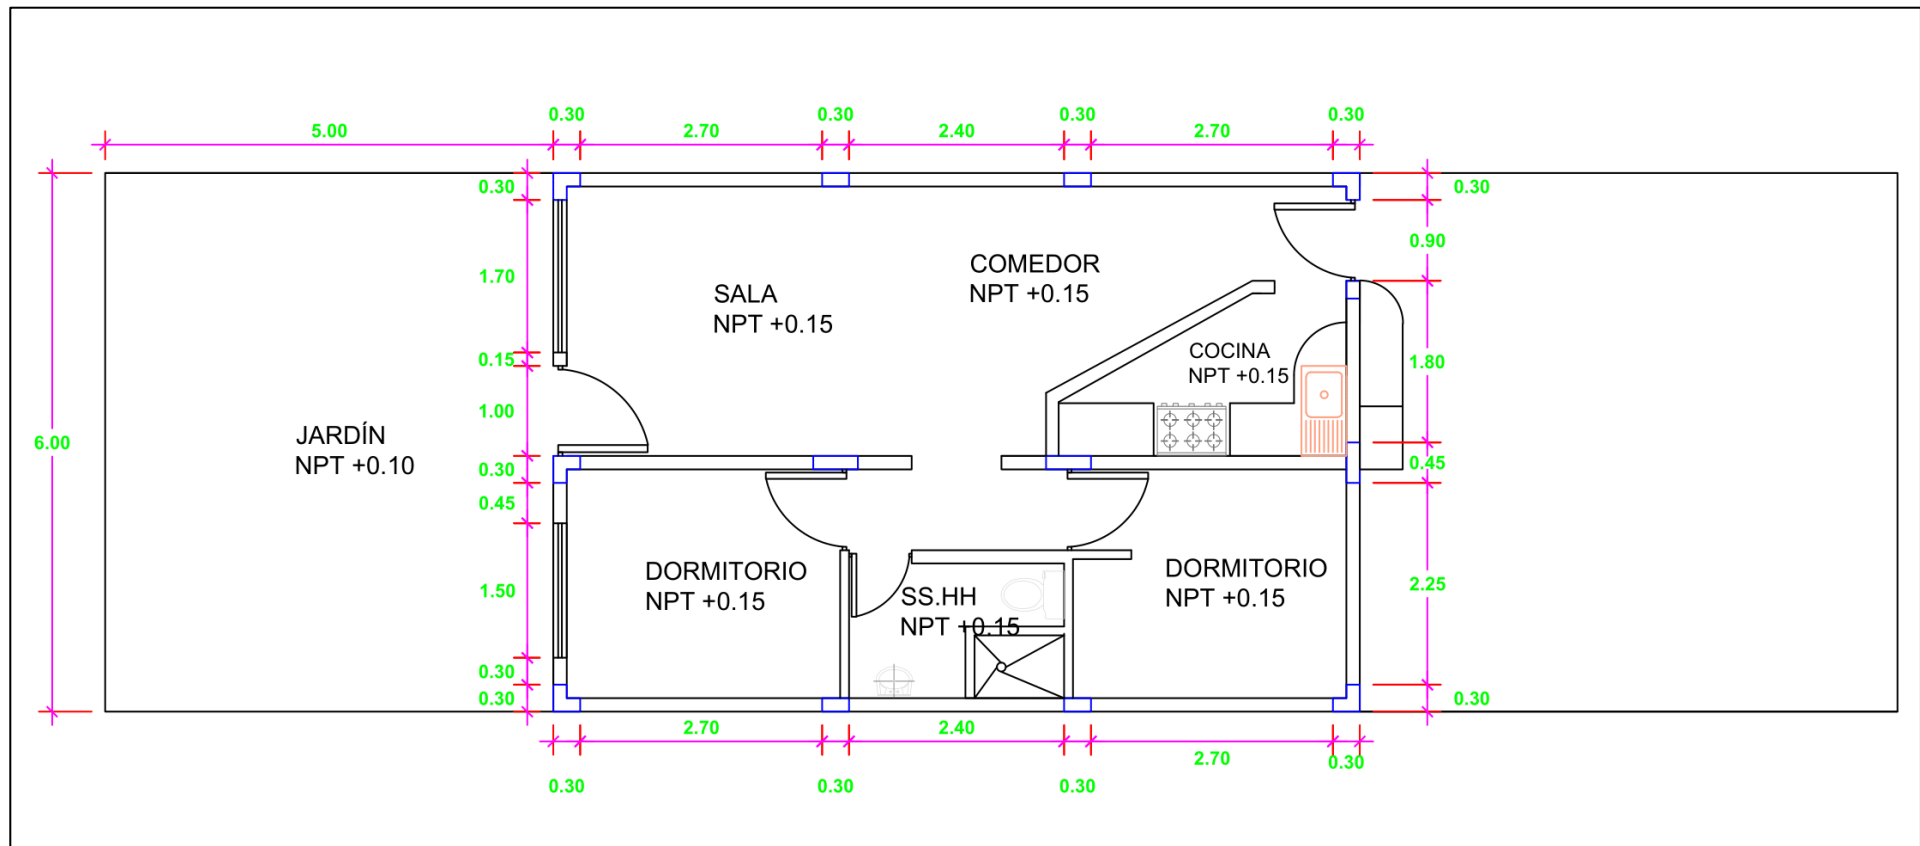 0.30
0.30
0.30
0.30
5.00
2.70
2.40
2.70
0.30
0.30
0.90
COMEDOR
NPT +0.15
1.70
SALA
NPT +0.15
COCINA
NPT +0.15
0.15
1.80
1.00
JARDÍN
NPT +0.10
6.00
0.30
0.45
0.45
DORMITORIO
NPT +0.15
SS.HH
NPT +0.15
DORMITORIO
NPT +0.15
1.50
2.25
0.30
0.30
0.30
2.70
2.40
2.70
0.30
0.30
0.30
0.30